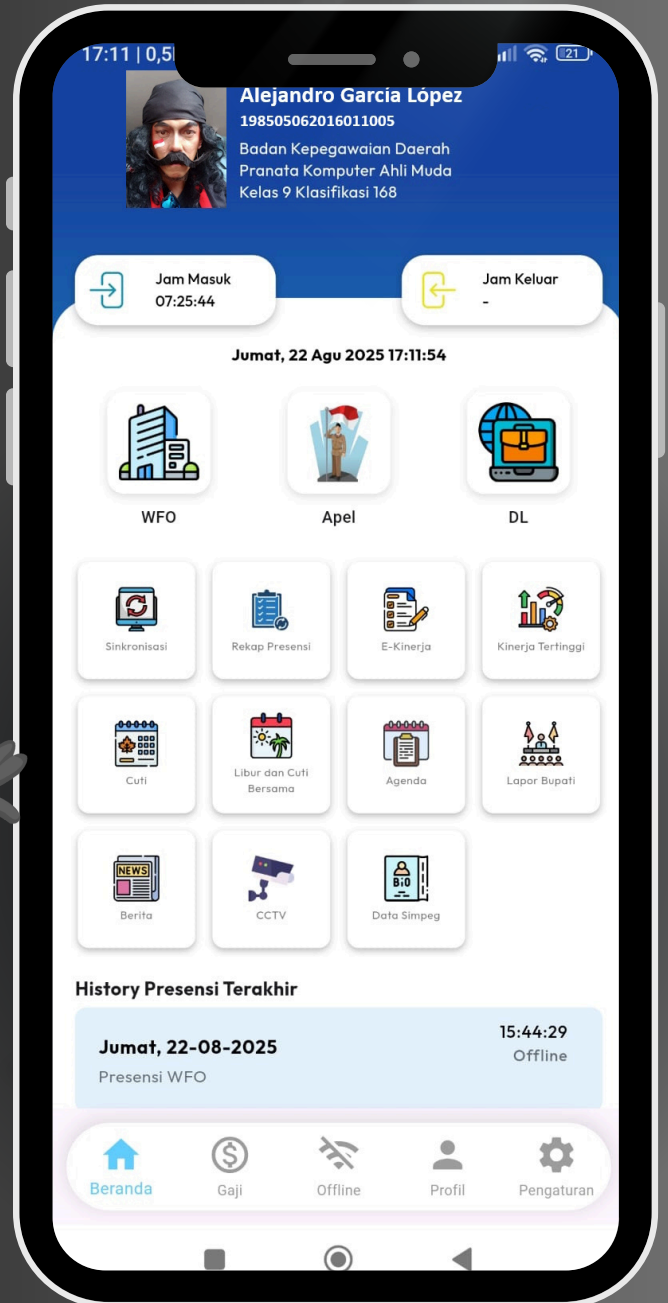 17:11 | 0,5
21
Alejandro García López
198505062016011005
Badan Kepegawaian Daerah
Pranata Komputer Ahli Muda
Kelas 9 Klasifikasi 168
Jam Masuk
07:25:44
Jam Keluar
-
Jumat, 22 Agu 2025 17:11:54
WFO
Apel
DL
Sinkronisasi
Rekap Presensi
E-Kinerja
Kinerja Tertinggi
Cuti
Libur dan Cuti
Bersama
Agenda
Lapor Bupati
NEWS
BiO
Berita
CCTV
Data Simpeg
History Presensi Terakhir
Jumat, 22-08-2025
15:44:29
Presensi WFO
Offline
Beranda
Gaji
Offline
Profil
Pengaturan